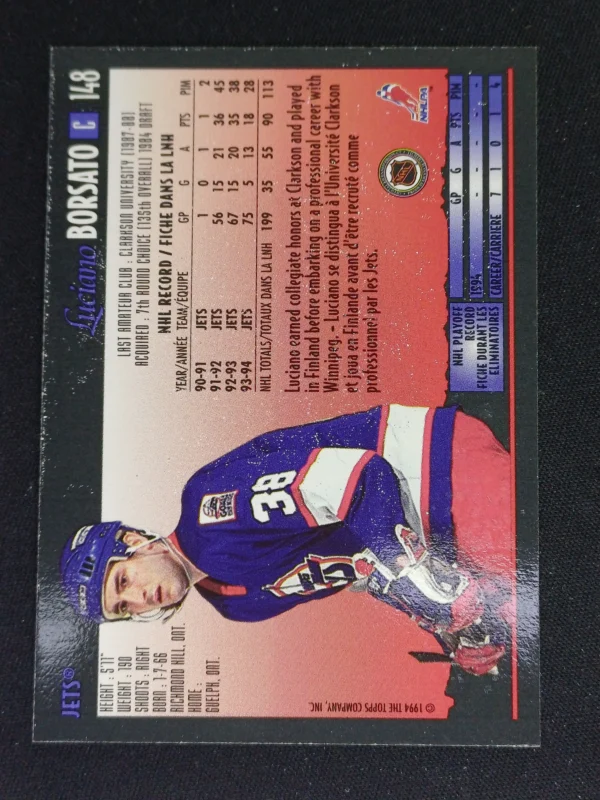 JETS®
Luciano BORSATO C 148
HEIGHT : 5'11"
WEIGHT : 190
SHOOTS : RIGHT
BORN : 1-7-66
RICHMOND HILL, ONT.
HOME :
GUELPH, ONT.
LAST AMATEUR CLUB : CLARKSON UNIVERSITY (1987-88)
ACQUIRED : 7th ROUND CHOICE (135th OVERALL) 1984 DRAFT
NHL RECORD / FICHE DANS LA LNH
YEAR/ANNÉE TEAM/ÉQUIPE GP G A PTS PIM
90-91 JETS 1 0 1 1 2
91-92 JETS 56 15 21 36 45
92-93 JETS 67 15 20 35 38
93-94 JETS 75 5 13 18 28
NHL TOTALS/TOTAUX DANS LA LNH 199 35 55 90 113
Luciano earned collegiate honors at Clarkson and played
in Finland before embarking on a professional career with
Winnipeg. – Luciano se distingua à l'Université Clarkson
et joua en Finlande avant d'être recruté comme
professionnel par les Jets.
NHLPA
NHL
38
NHL PLAYOFF
RECORD
FICHE DURANT LES
ÉLIMINATOIRES
GP G A PTS PIM
1994 - - - - -
CAREER/CARRIÈRE 7 1 0 1 4
© 1994 THE TOPPS COMPANY, INC.